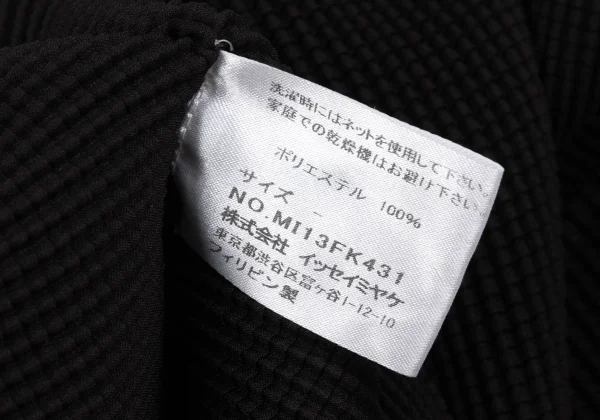 洗濯時にはネットを使用して下さい。
家庭での乾燥機はお避け下さい。
ポリエステル 100%
サイズ -
NO.MI13FK431
株式会社 イッセイミヤケ
東京都渋谷区富ヶ谷1-12-10
フィリピン製